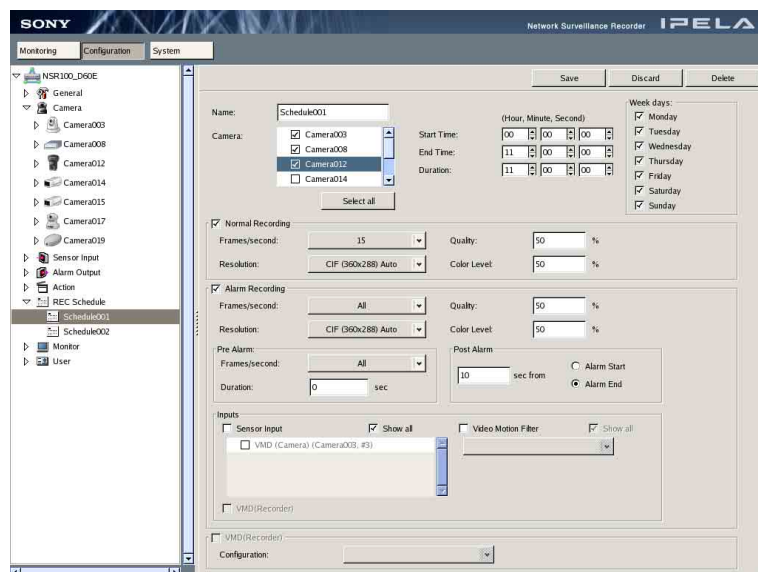 SONY
Network Surveillance Recorder IPELA
Monitoring Configuration System
NSR100_D60E
General
Camera
Camera003
Camera008
Camera012
Camera014
Camera015
Camera017
Camera019
Sensor Input
Alarm Output
Action
REC Schedule
Schedule001
Schedule002
Monitor
User
Save Discard Delete
Name: Schedule001
Camera:
Camera003
Camera008
Camera012
Camera014
Select all
(Hour, Minute, Second)
Start Time: 00 00 00
End Time: 11 00 00
Duration: 11 00 00
Week days:
Monday
Tuesday
Wednesday
Thursday
Friday
Saturday
Sunday
Normal Recording
Frames/second: 15 Quality: 50 %
Resolution: CIF (360x288) Auto Color Level: 50 %
Alarm Recording
Frames/second: All Quality: 50 %
Resolution: CIF (360x288) Auto Color Level: 50 %
Pre Alarm:
Frames/second: All
Duration: 0 sec
Post Alarm
10 sec from
Alarm Start
Alarm End
Inputs
Sensor Input Show all Video Motion Filter Show all
VMD (Camera) (Camera003, #3)
VMD(Recorder)
VMD(Recorder)
Configuration: